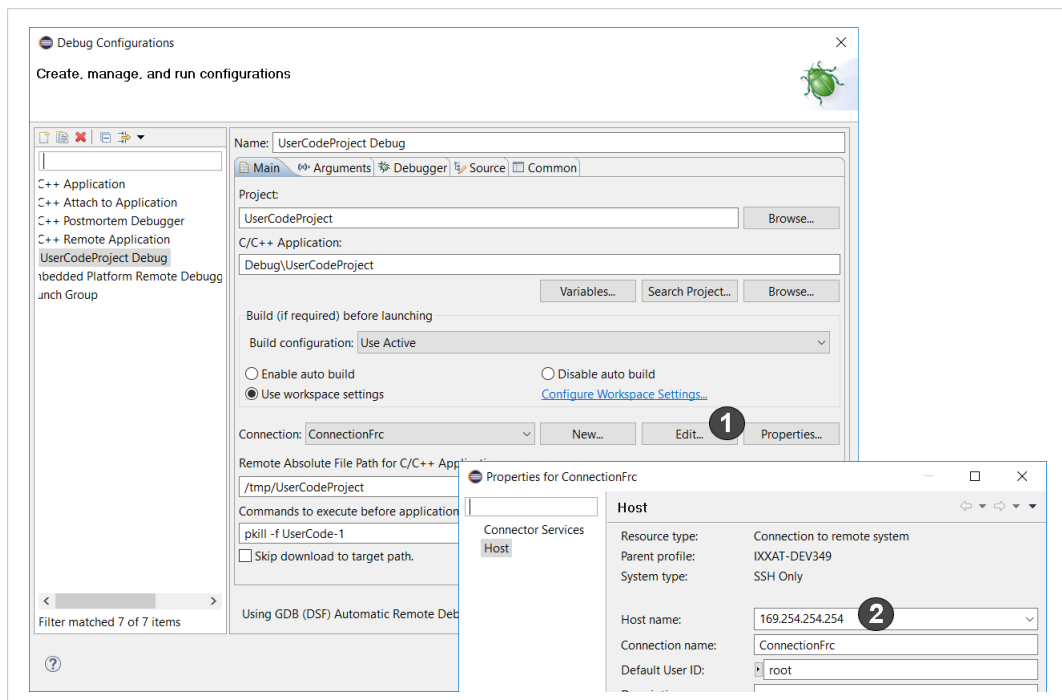 Debug Configurations
Create, manage, and run configurations
Name: UserCodeProject Debug
Main Arguments Debugger Source Common
C++ Application
C++ Attach to Application
C++ Postmortem Debugger
C++ Remote Application
UserCodeProject Debug
bedded Platform Remote Debugg
unch Group
Filter matched 7 of 7 items
Project:
UserCodeProject Browse...
C/C++ Application:
Debug\UserCodeProject
Variables... Search Project... Browse...
Build (if required) before launching
Build configuration: Use Active
Enable auto build Disable auto build
Use workspace settings Configure Workspace Settings...
1
Connection: ConnectionFrc New... Edit... Properties...
Remote Absolute File Path for C/C++ App
/tmp/UserCodeProject
Commands to execute before application
pkill -f UserCode-1
Skip download to target path.
Using GDB (DSF) Automatic Remote Deb
Properties for ConnectionFrc
Connector Services
Host
Host
Resource type: Connection to remote system
Parent profile: IXXAT-DEV349
System type: SSH Only
Host name: 169.254.254.254 2
Connection name: ConnectionFrc
Default User ID: root